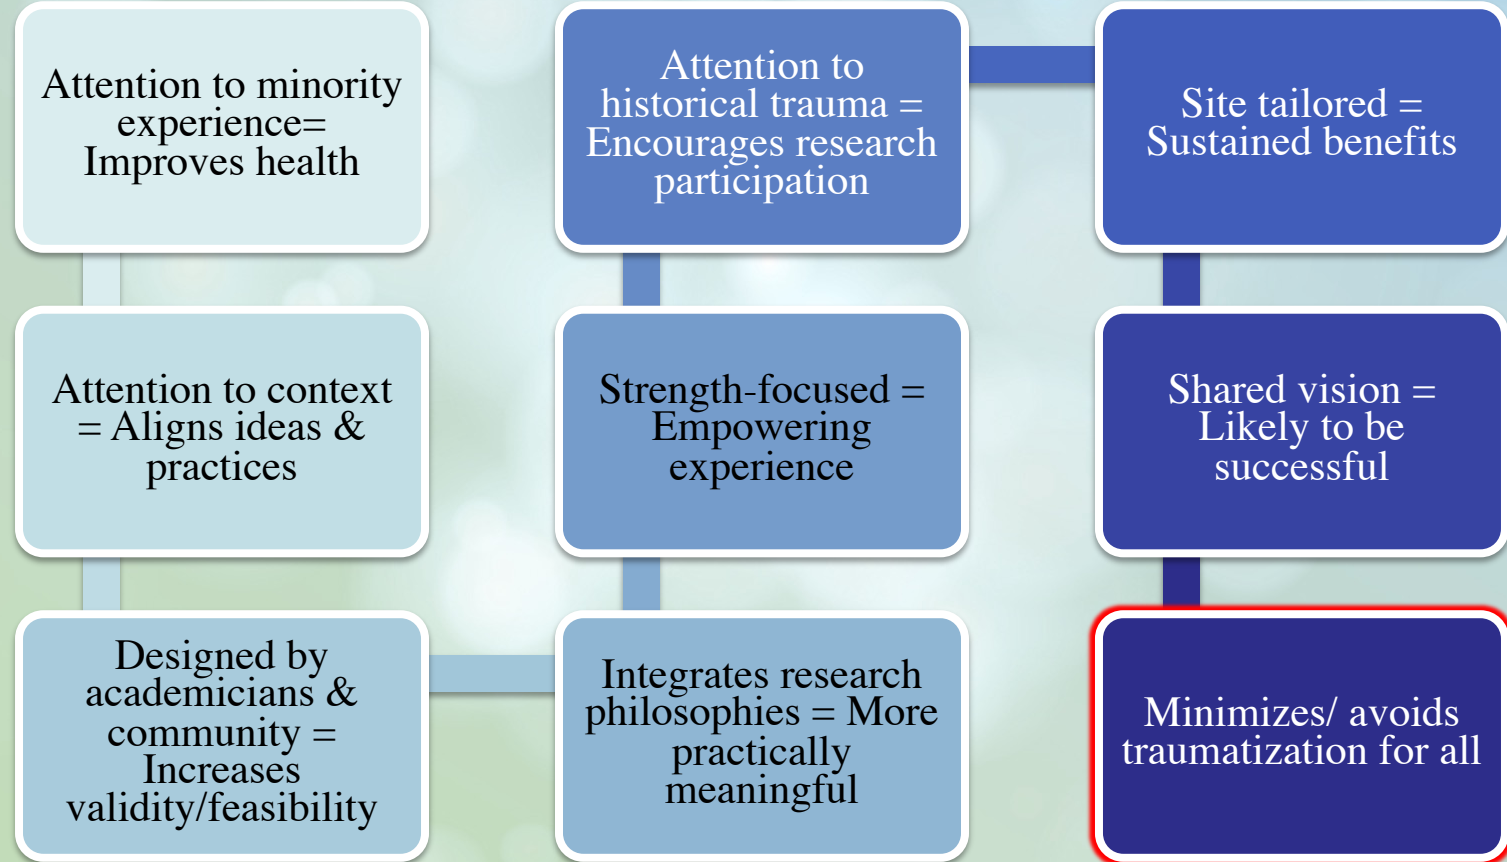 Attention to minority
experience=
Improves health
Attention to context
= Aligns ideas &
practices
Designed by
academicians &
community =
Increases
validity/feasibility
Integrates research
philosophies = More
practically
meaningful
Strength-focused =
Empowering
experience
Attention to
historical trauma =
Encourages research
participation
Site tailored =
Sustained benefits
Shared vision =
Likely to be
successful
Minimizes/ avoids
traumatization for all